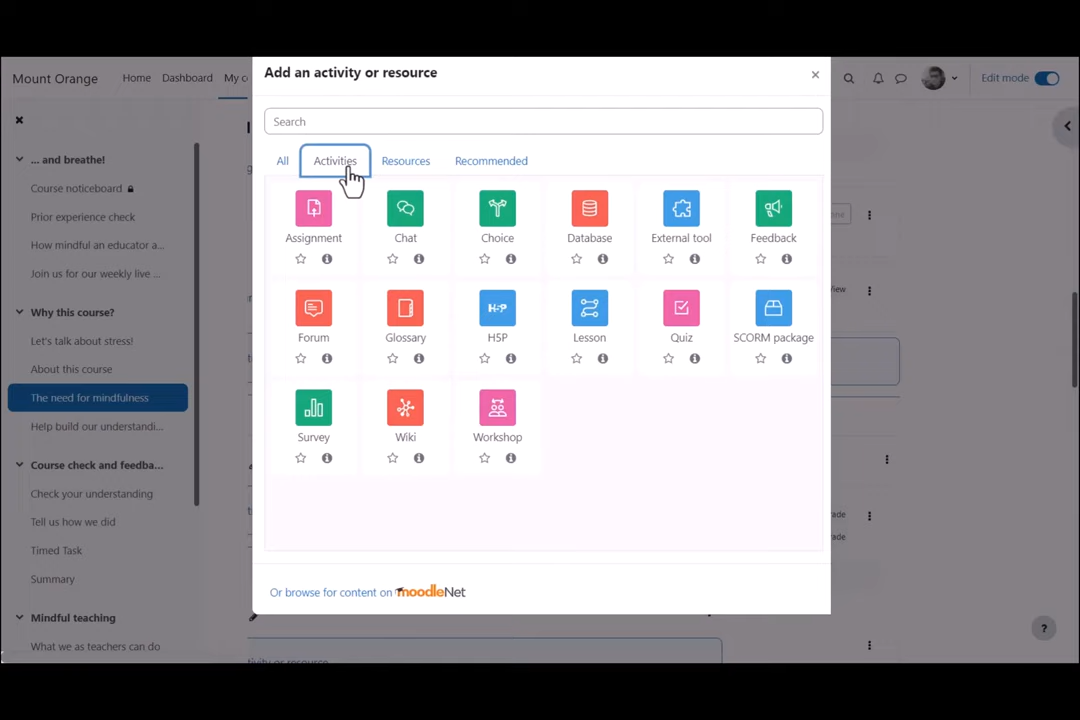 Add an activity or resource
Mount Orange
Home
Dashboard
My c
Edit mode
Search
... and breathe!
All
Activities
Resources
Recommended
Course noticeboard
Prior experience check
How mindful an educator a...
Join us for our weekly live ...
Assignment
Chat
Choice
Database
External tool
Feedback
Why this course?
Let's talk about stress!
About this course
The need for mindfulness
Help build our understandi...
H5P
Forum
Glossary
H5P
Lesson
Quiz
SCORM package
Survey
Wiki
Workshop
Course check and feedba...
Check your understanding
Tell us how we did
Timed Task
Summary
Mindful teaching
What we as teachers can do
Or browse for content on moodleNet
?